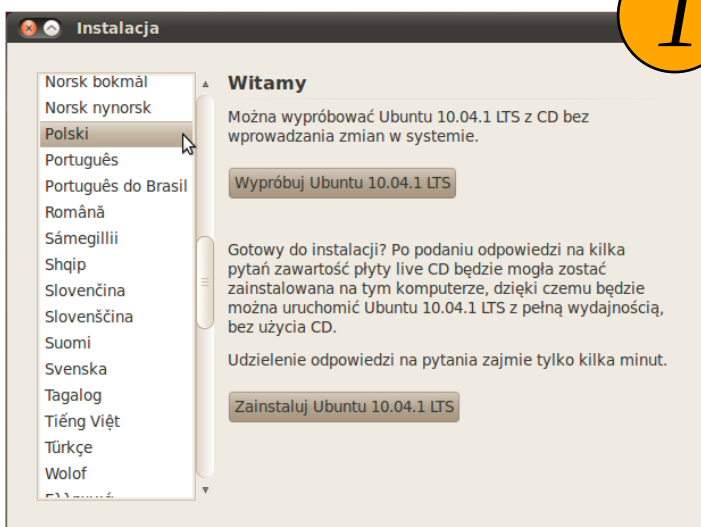 Instalacja
1
Norsk bokmål
Norsk nynorsk
Polski
Português
Português do Brasil
Română
Sámegillii
Shqip
Slovenčina
Slovenščina
Suomi
Svenska
Tagalog
Tiếng Việt
Türkçe
Wolof
Witamy
Można wypróbować Ubuntu 10.04.1 LTS z CD bez
wprowadzania zmian w systemie.
Wypróbuj Ubuntu 10.04.1 LTS
Gotowy do instalacji? Po podaniu odpowiedzi na kilka
pytań zawartość płyty live CD będzie mogła zostać
zainstalowana na tym komputerze, dzięki czemu będzie
można uruchomić Ubuntu 10.04.1 LTS z pełną wydajnością,
bez użycia CD.
Udzielenie odpowiedzi na pytania zajmie tylko kilka minut.
Zainstaluj Ubuntu 10.04.1 LTS